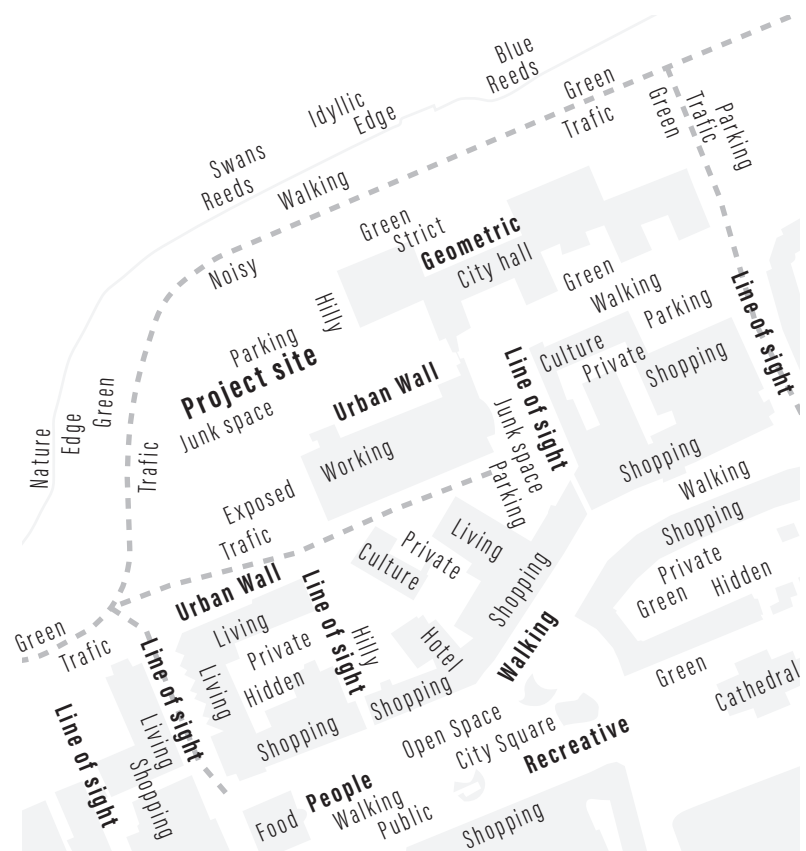 Blue
Reeds
Idyllic
Edge
Green
Trafic
Green
Trafic
Parking
Swans
Reeds
Walking
Green
Strict
Geometric
City hall
Noisy
Hilly
Green
Walking
Parking
Line of sight
Parking
Project site
Junk space
Urban Wall
Working
Line of sight
Junk space
Parking
Culture
Private
Shopping
Nature
Edge
Green
Trafic
Exposed
Trafic
Shopping
Walking
Shopping
Private
Green
Hidden
Culture
Private
Living
Shopping
Walking
Hotel
Urban Wall
Living
Private
Hidden
Living
Shopping
Line of sight
Hilly
Shopping
Green
Trafic
Line of sight
Line of sight
Living
Shopping
Green
Cathedral
Open Space
City Square
Recreative
People
Walking
Public
Food
Shopping